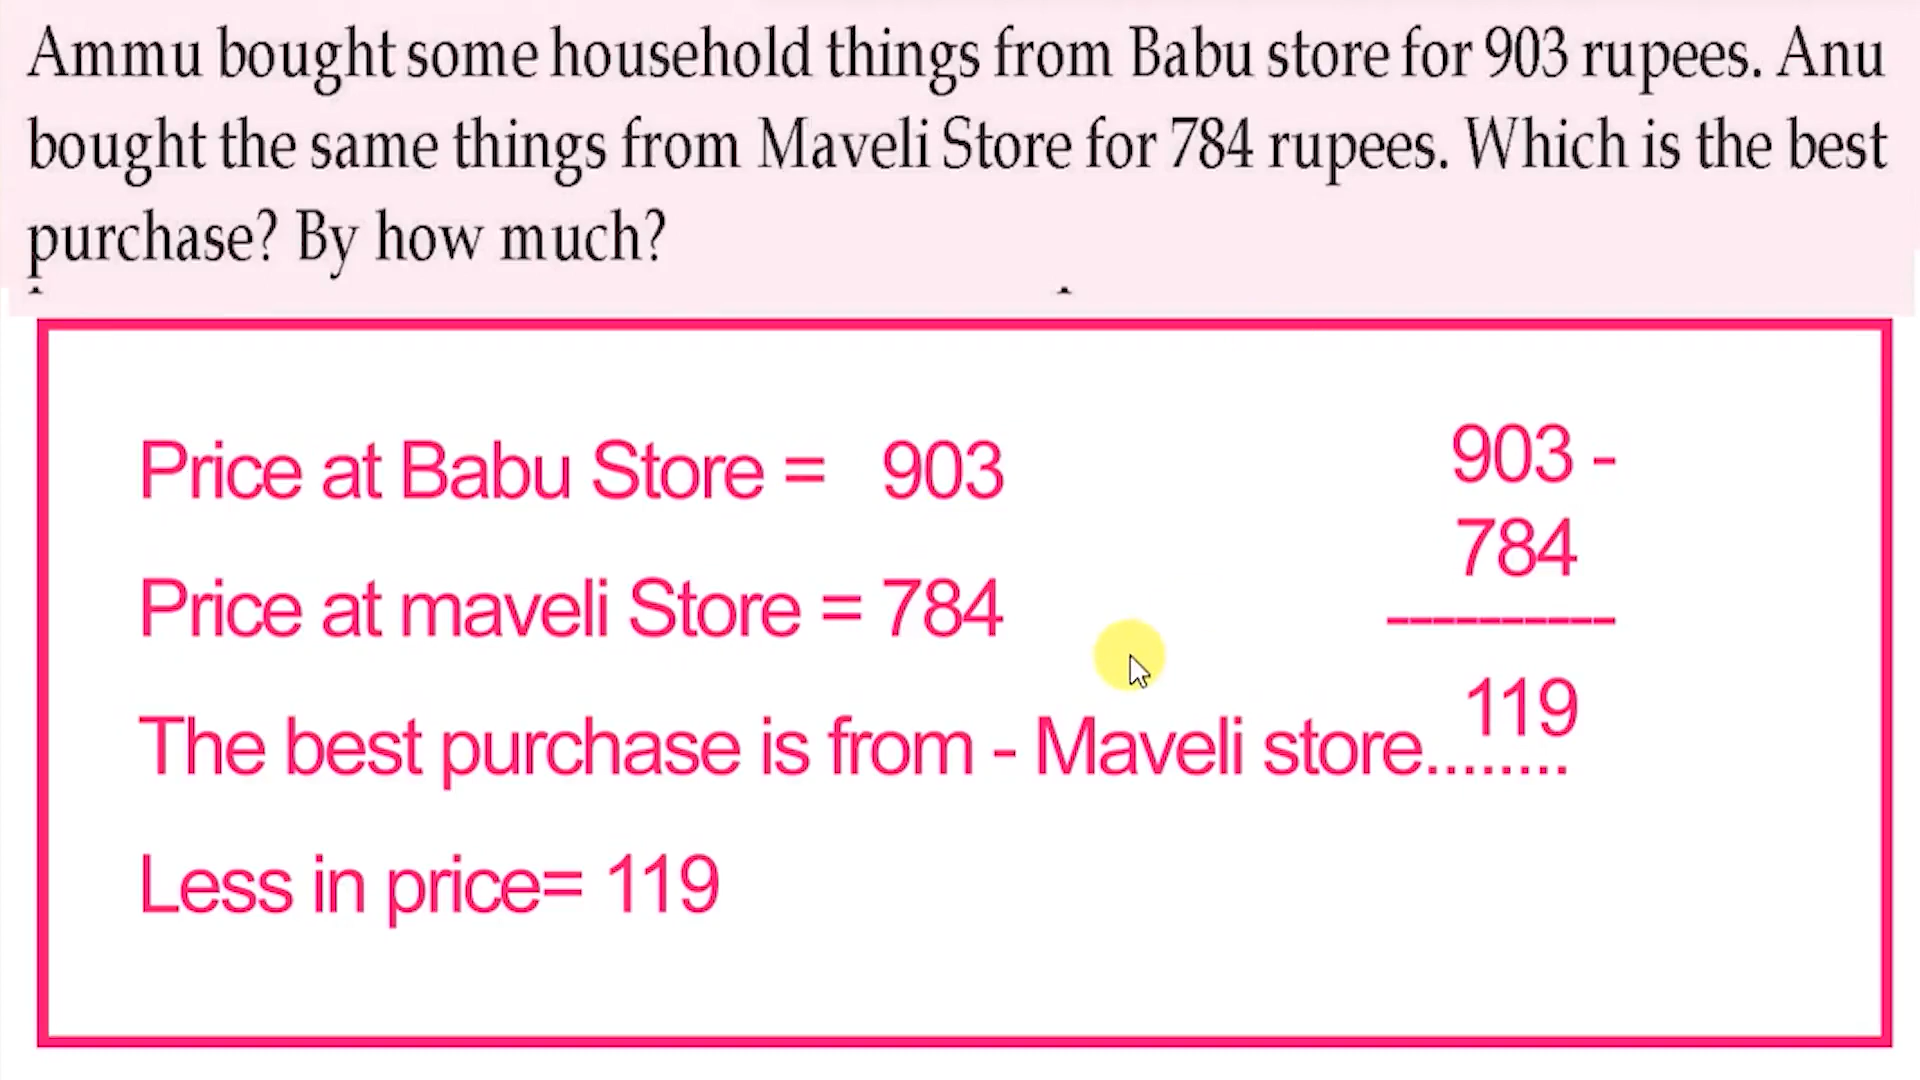 Ammu bought some household things from Babu store for 903 rupees. Anu
bought the same things from Maveli Store for 784 rupees. Which is the best
purchase? By how much?
Price at Babu Store = 903
903 -
784
----------
119
Price at maveli Store = 784
The best purchase is from - Maveli store........
Less in price= 119